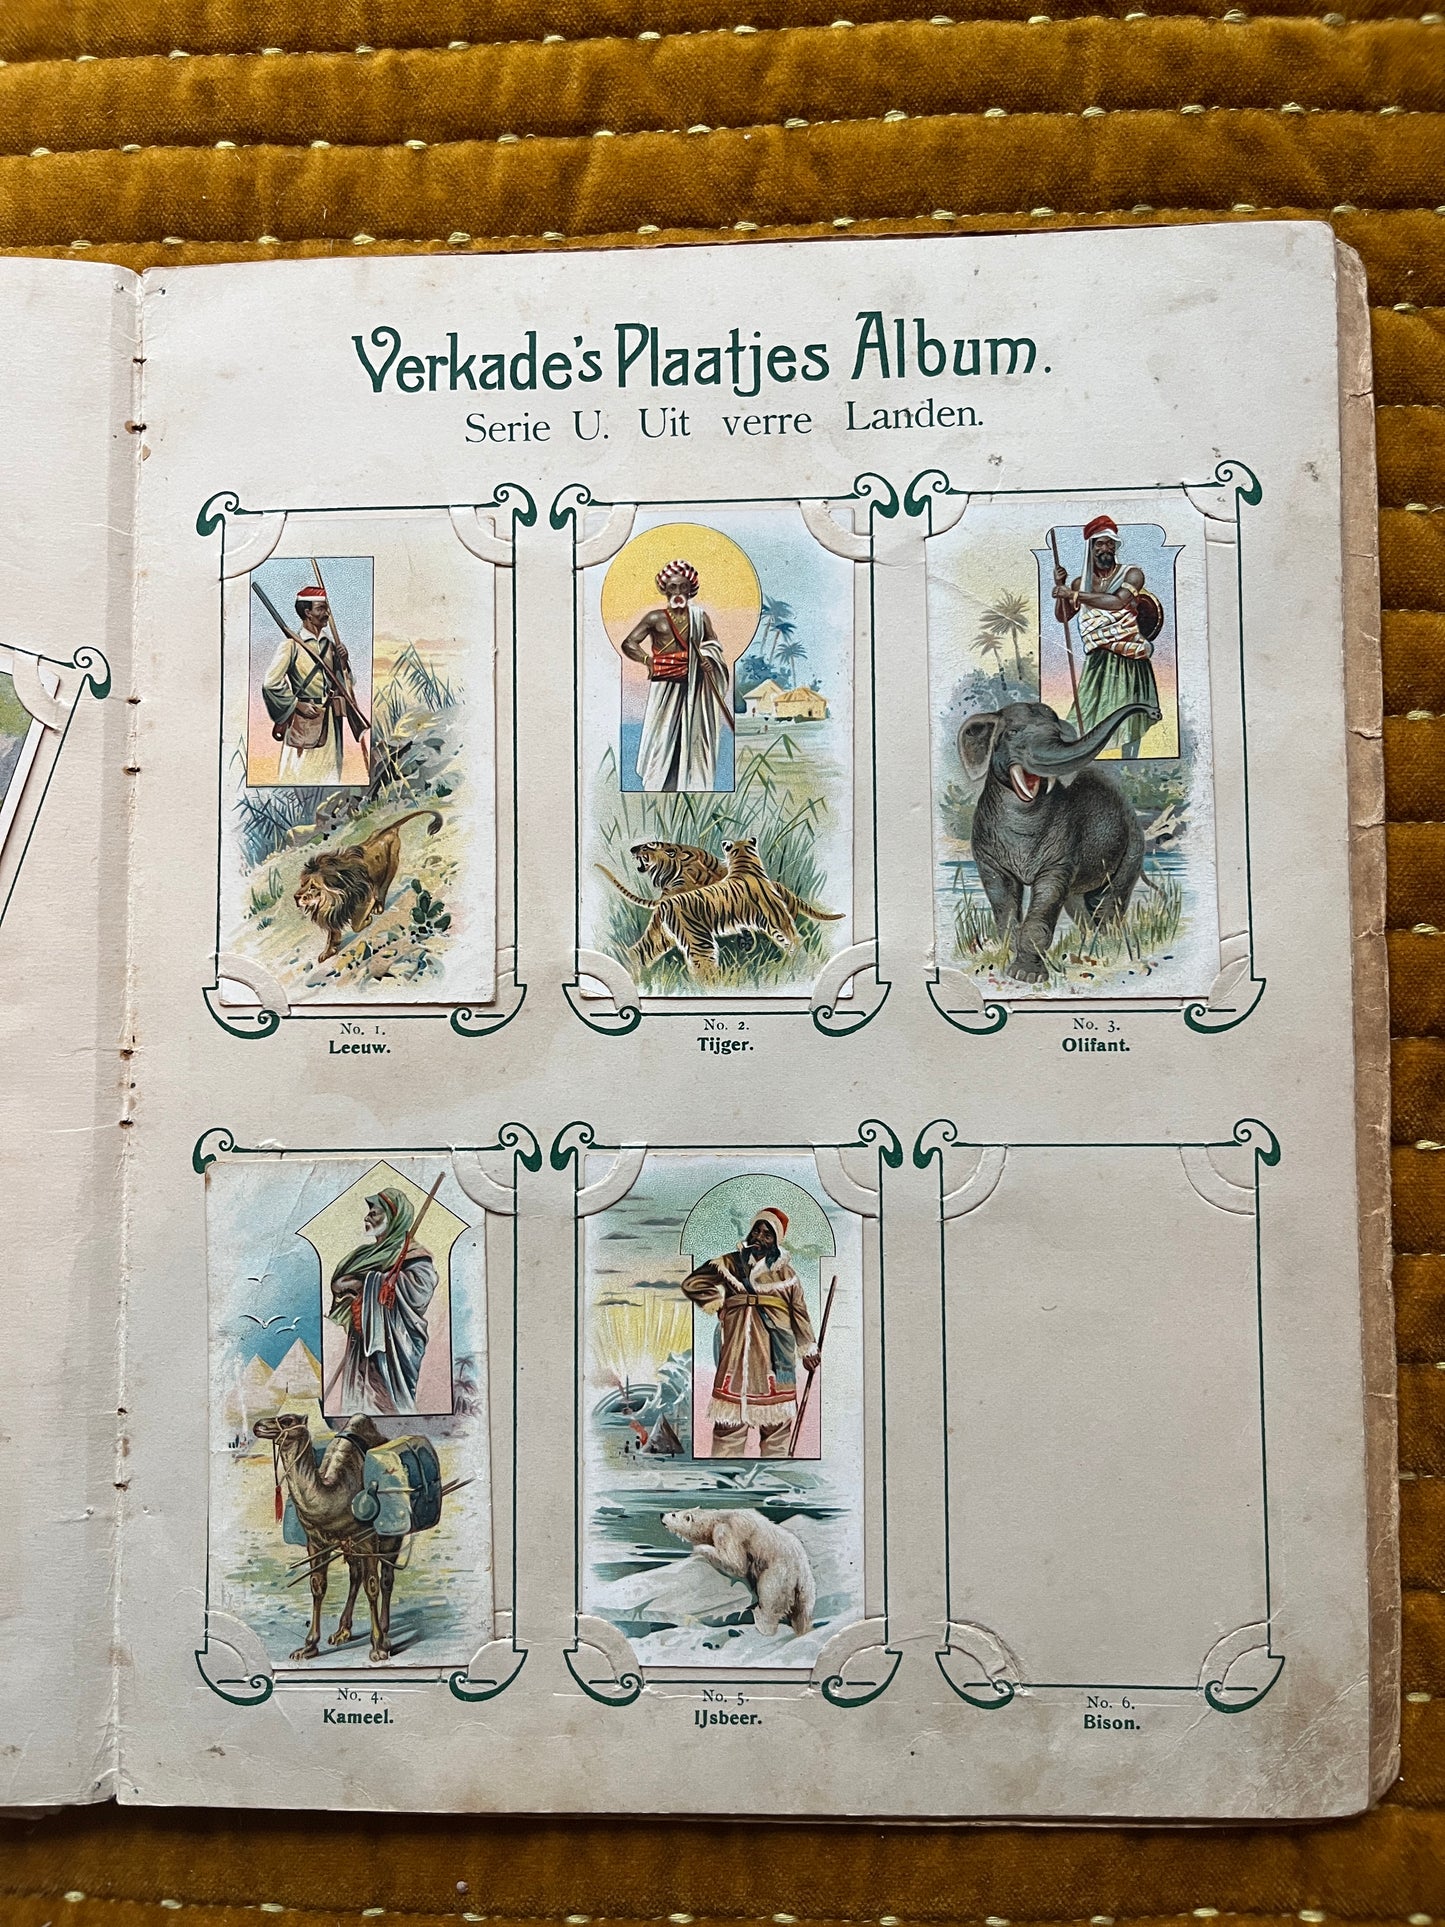 Verkade's Plaatjes Album.
Serie U. Uit verre Landen.
No. 1.
Leeuw.
No. 2.
Tijger.
No. 3.
Olifant.
No. 4.
Kameel.
No. 5.
IJsbeer.
No. 6.
Bison.